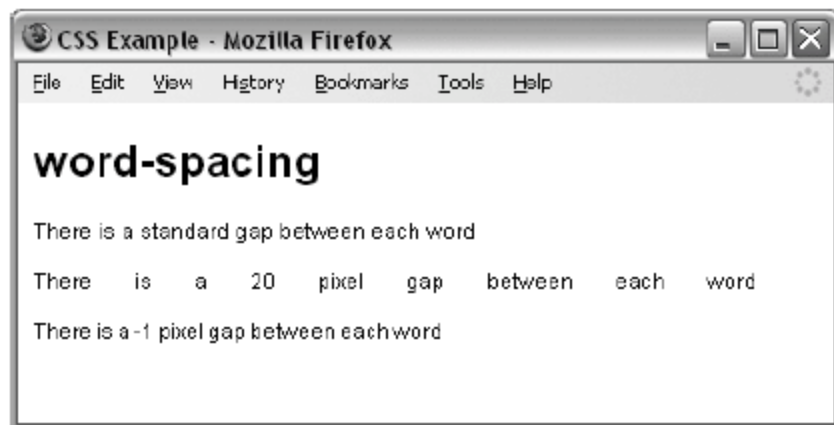 CSS Example - Mozilla Firefox
File Edit View History Bookmarks Tools Help
word-spacing
There is a standard gap between each word
There is a 20 pixel gap between each word
There is a -1 pixel gap between each word